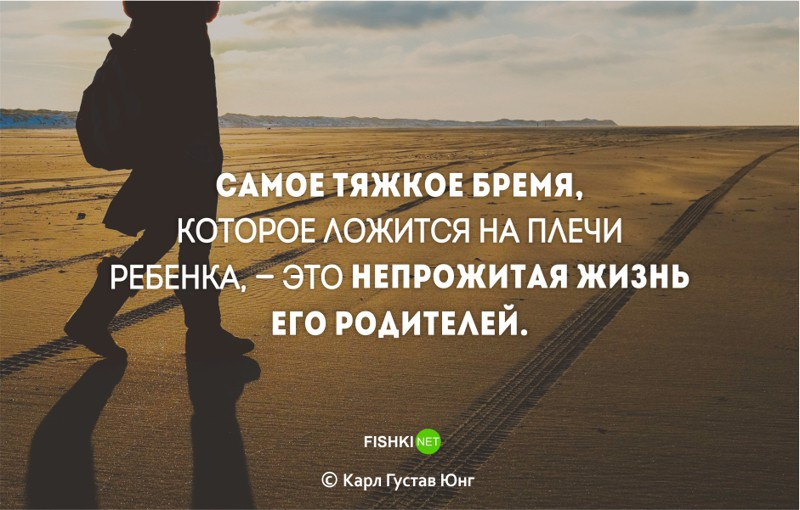 САМОЕ ТЯЖКОЕ БРЕМЯ,
КОТОРОЕ ЛОЖИТСЯ НА ПЛЕЧИ
РЕБЕНКА, – ЭТО НЕПРОЖИТАЯ ЖИЗНЬ
ЕГО РОДИТЕЛЕЙ.
FISHKI NET
© Карл Густав Юнг